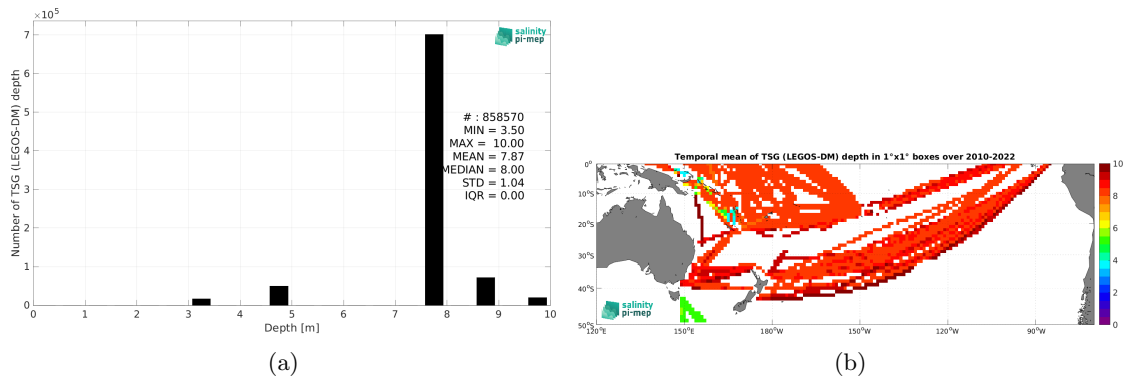 ×10⁵
7
6
5
4
3
2
1
0
Number of TSG (LEGOS-DM) depth
salinity
pi-mep
# : 858570
MIN = 3.50
MAX = 10.00
MEAN = 7.87
MEDIAN = 8.00
STD = 1.04
IQR = 0.00
0 1 2 3 4 5 6 7 8 9 10
Depth [m]
(a)
Temporal mean of TSG (LEGOS-DM) depth in 1°x1° boxes over 2010-2022
0°
10°S
20°S
30°S
40°S
50°S
120°E 150°E 180°W 150°W 120°W 90°W
salinity
pi-mep
10
8
6
4
2
0
(b)